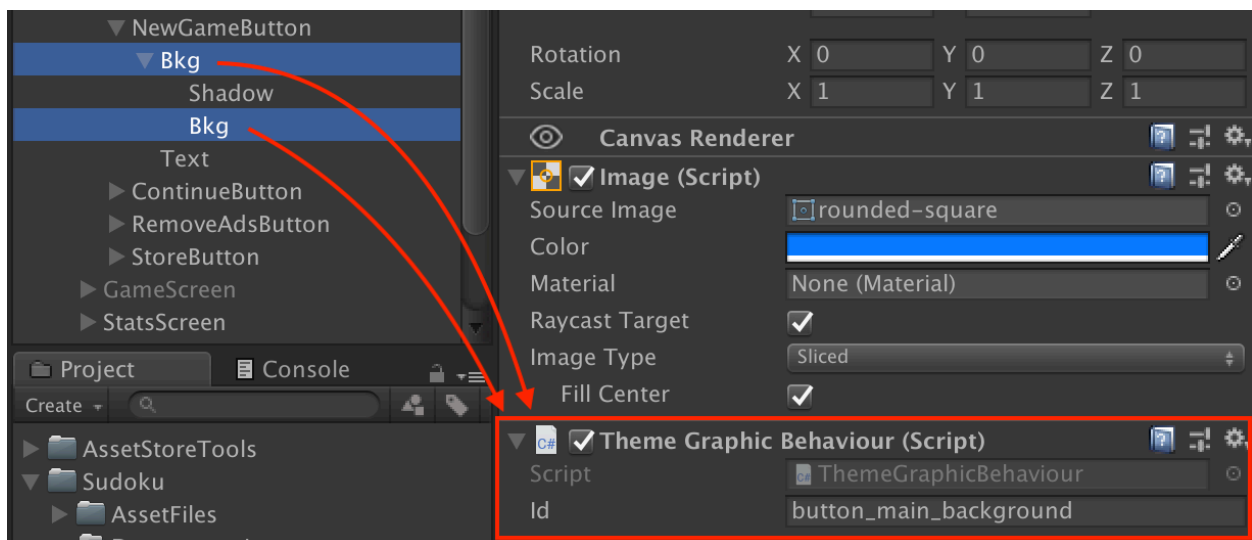 NewGameButton
Bkg
Shadow
Bkg
Text
ContinueButton
RemoveAdsButton
StoreButton
GameScreen
StatsScreen
Project
Console
Create
AssetStoreTools
Sudoku
AssetFiles
Rotation X 0 Y 0 Z 0
Scale X 1 Y 1 Z 1
Canvas Renderer
Image (Script)
Source Image rounded-square
Color
Material None (Material)
Raycast Target
Image Type Sliced
Fill Center
C# Theme Graphic Behaviour (Script)
Script ThemeGraphicBehaviour
Id button_main_background